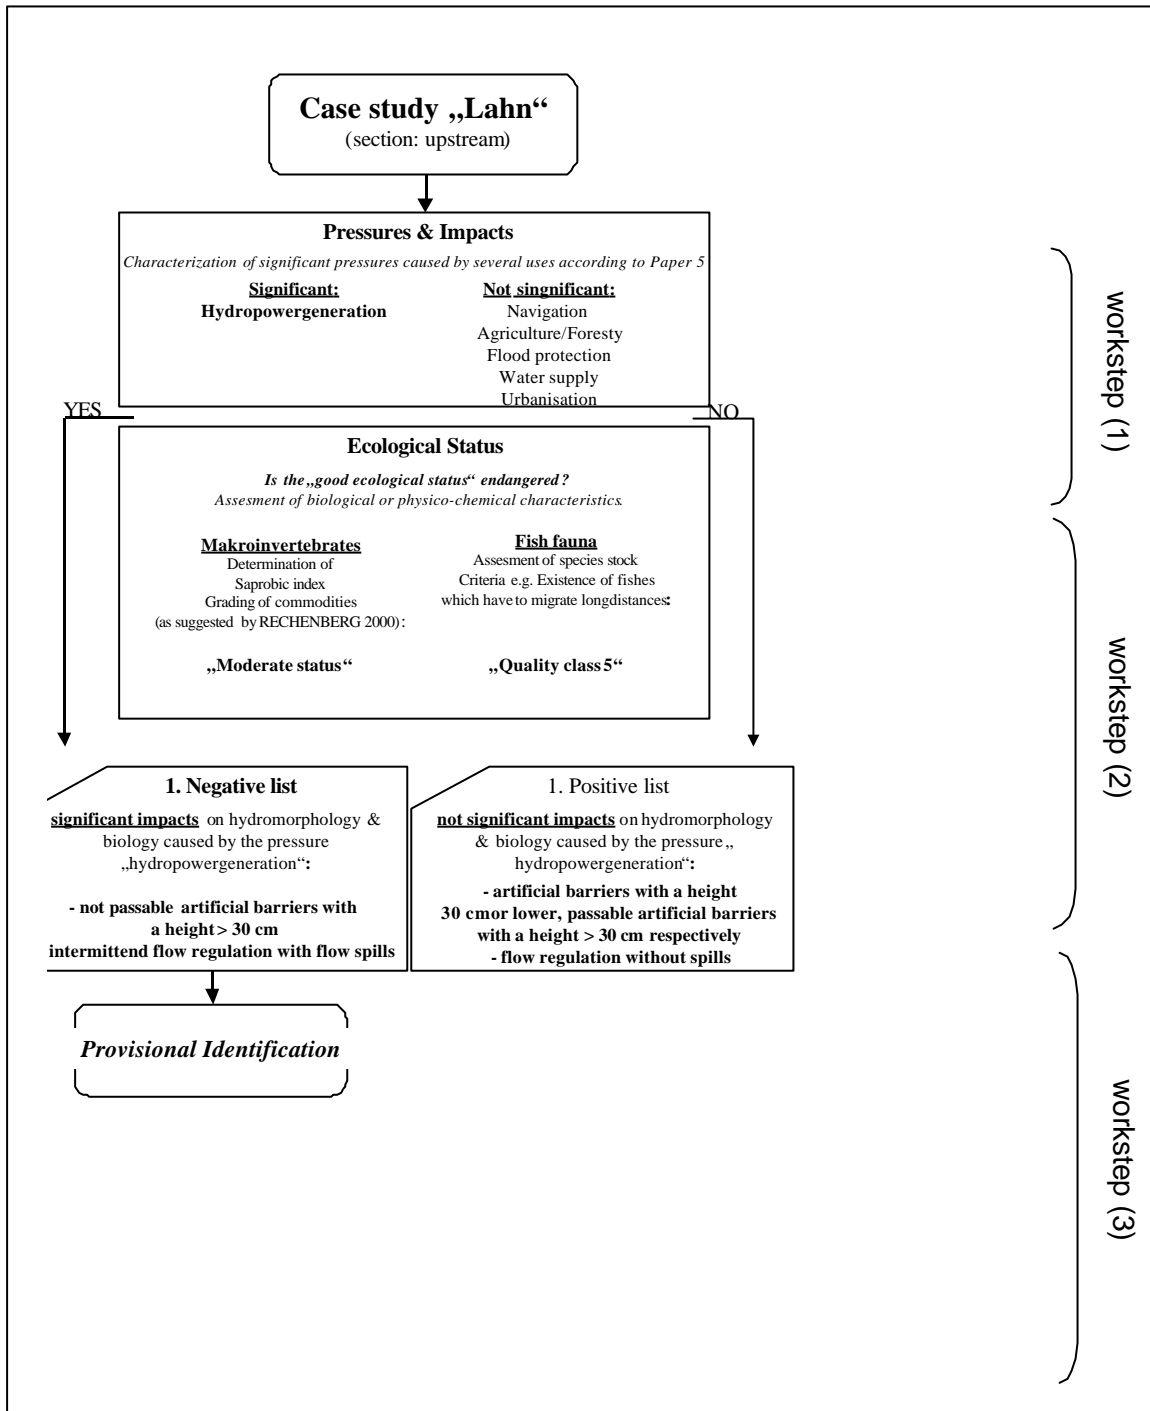 Case study „Lahn“
(section: upstream)
Pressures & Impacts
Characterization of significant pressures caused by several uses according to Paper 5
Significant:
Hydropowergeneration
Not singnificant:
Navigation
Agriculture/Foresty
Flood protection
Water supply
Urbanisation
YES
NO
Ecological Status
Is the „good ecological status“ endangered?
Assesment of biological or physico-chemical characteristics.
Makroinvertebrates
Determination of
Saprobic index
Grading of commodities
(as suggested by RECHENBERG 2000):
„Moderate status“
Fish fauna
Assesment of species stock
Criteria e.g. Existence of fishes
which have to migrate longdistances:
„Quality class 5“
1. Negative list
significant impacts on hydromorphology &
biology caused by the pressure
„hydropowergeneration“:
- not passable artificial barriers with
a height > 30 cm
intermittend flow regulation with flow spills
1. Positive list
not significant impacts on hydromorphology
& biology caused by the pressure „
hydropowergeneration“:
- artificial barriers with a height
30 cmor lower, passable artificial barriers
with a height > 30 cm respectively
- flow regulation without spills
Provisional Identification
workstep (1)
workstep (2)
workstep (3)